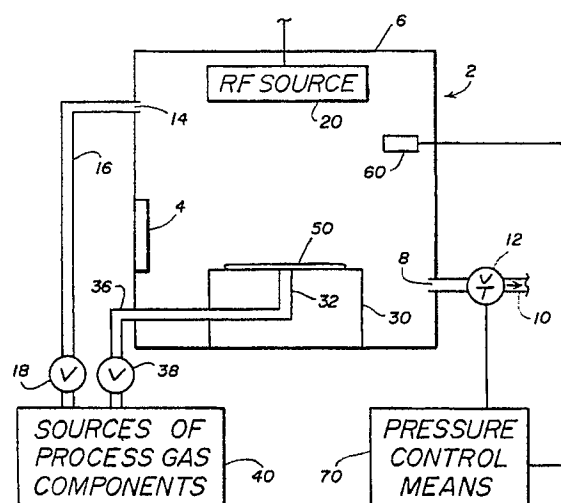 6
RF SOURCE
2
14
20
16
60
4
50
12
8
V
T
36
32
10
30
18
V
V
38
SOURCES OF
PROCESS GAS
COMPONENTS
40
70
PRESSURE
CONTROL
MEANS